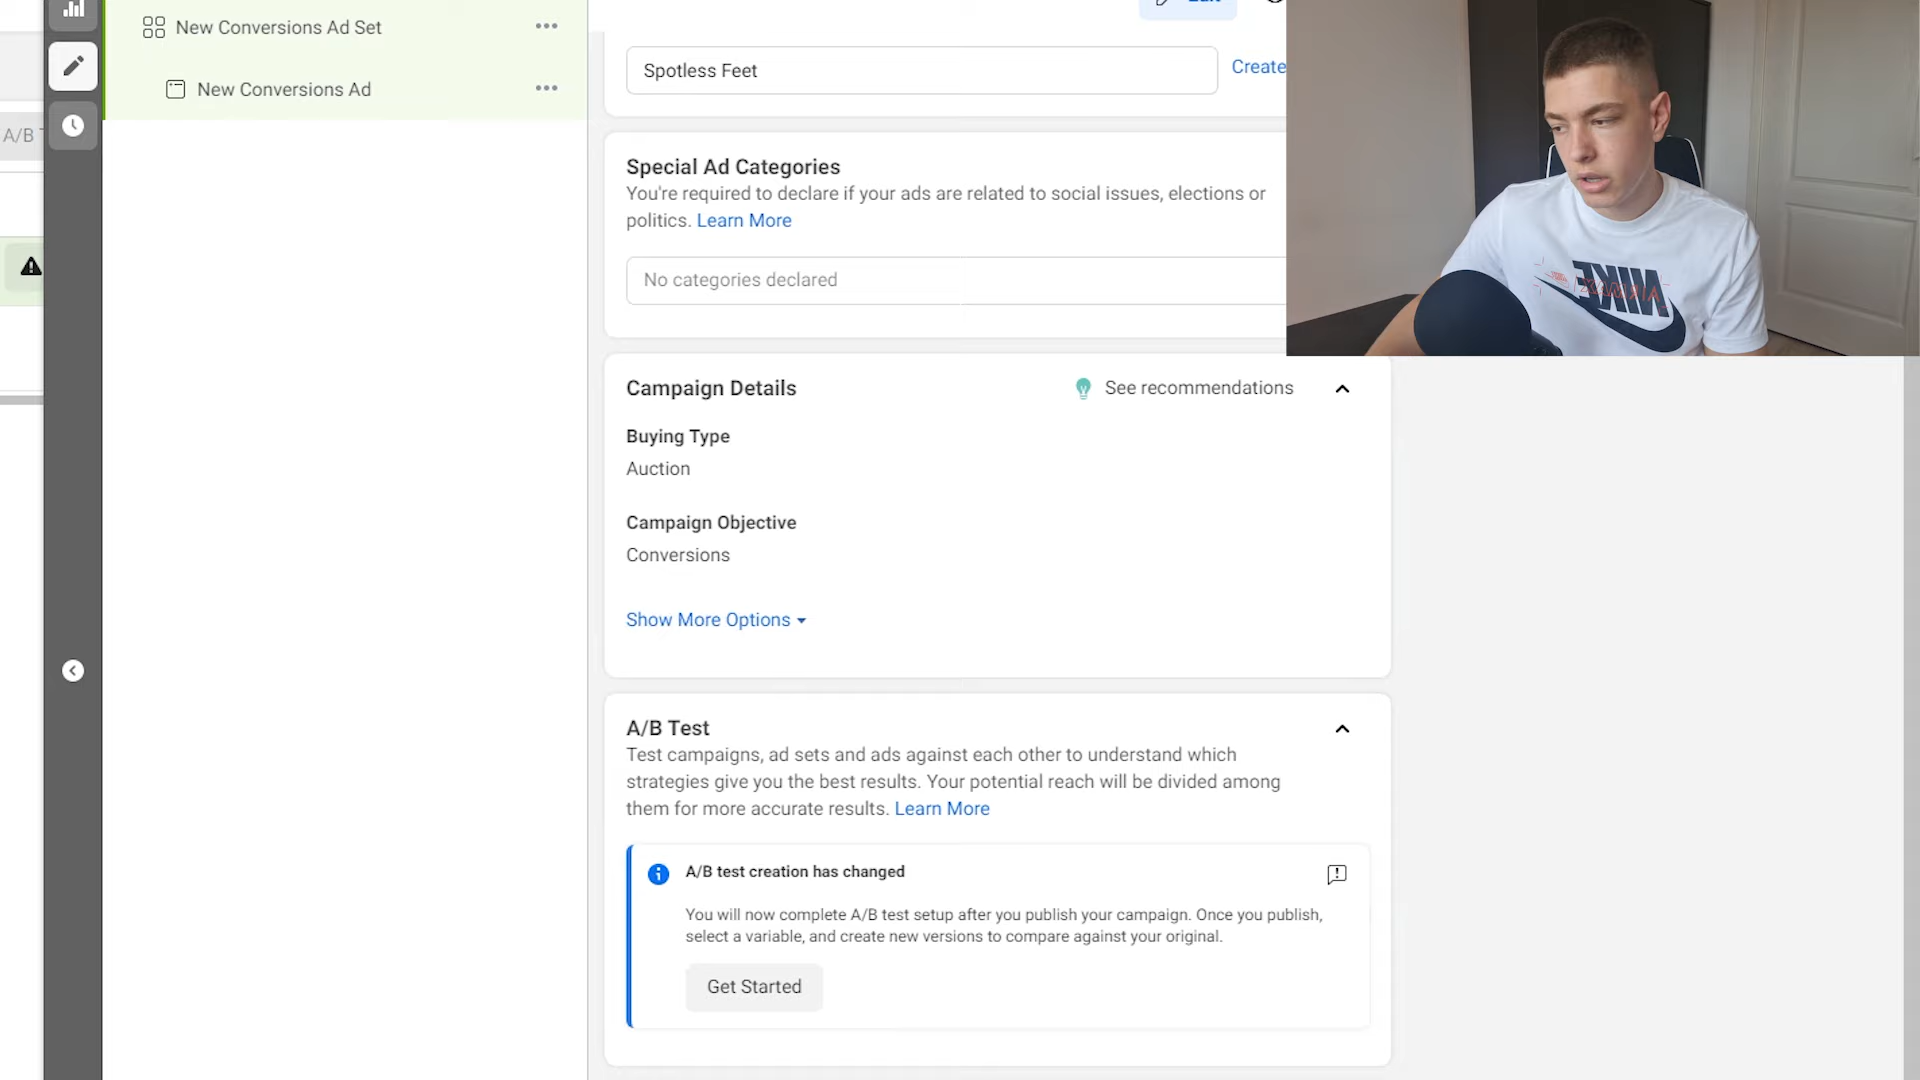 New Conversions Ad Set
New Conversions Ad
A/B
Edit
Spotless Feet
Create
Special Ad Categories
You're required to declare if your ads are related to social issues, elections or
politics. Learn More
No categories declared
Campaign Details
See recommendations
Buying Type
Auction
Campaign Objective
Conversions
Show More Options
A/B Test
Test campaigns, ad sets and ads against each other to understand which
strategies give you the best results. Your potential reach will be divided among
them for more accurate results. Learn More
A/B test creation has changed
You will now complete A/B test setup after you publish your campaign. Once you publish,
select a variable, and create new versions to compare against your original.
Get Started
NIKE